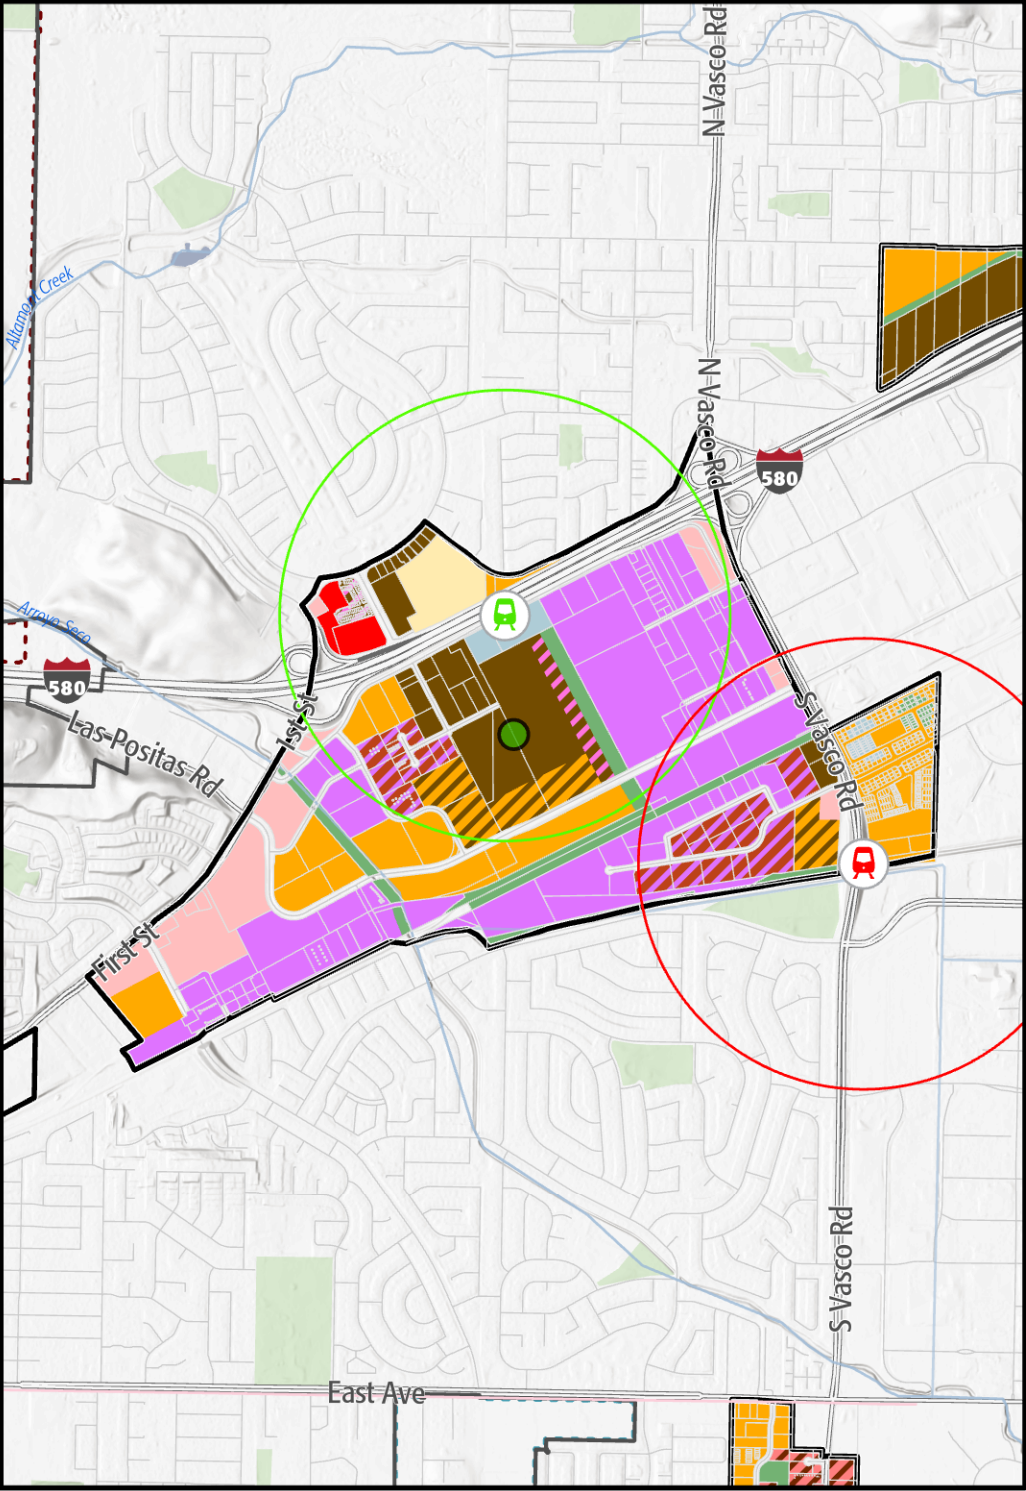 N Vasco Rd
Altamont Creek
N Vasco Rd
580
Arroyo Seco
580
Las Positas Rd
1st St
S Vasco Rd
First St
S Vasco Rd
East Ave